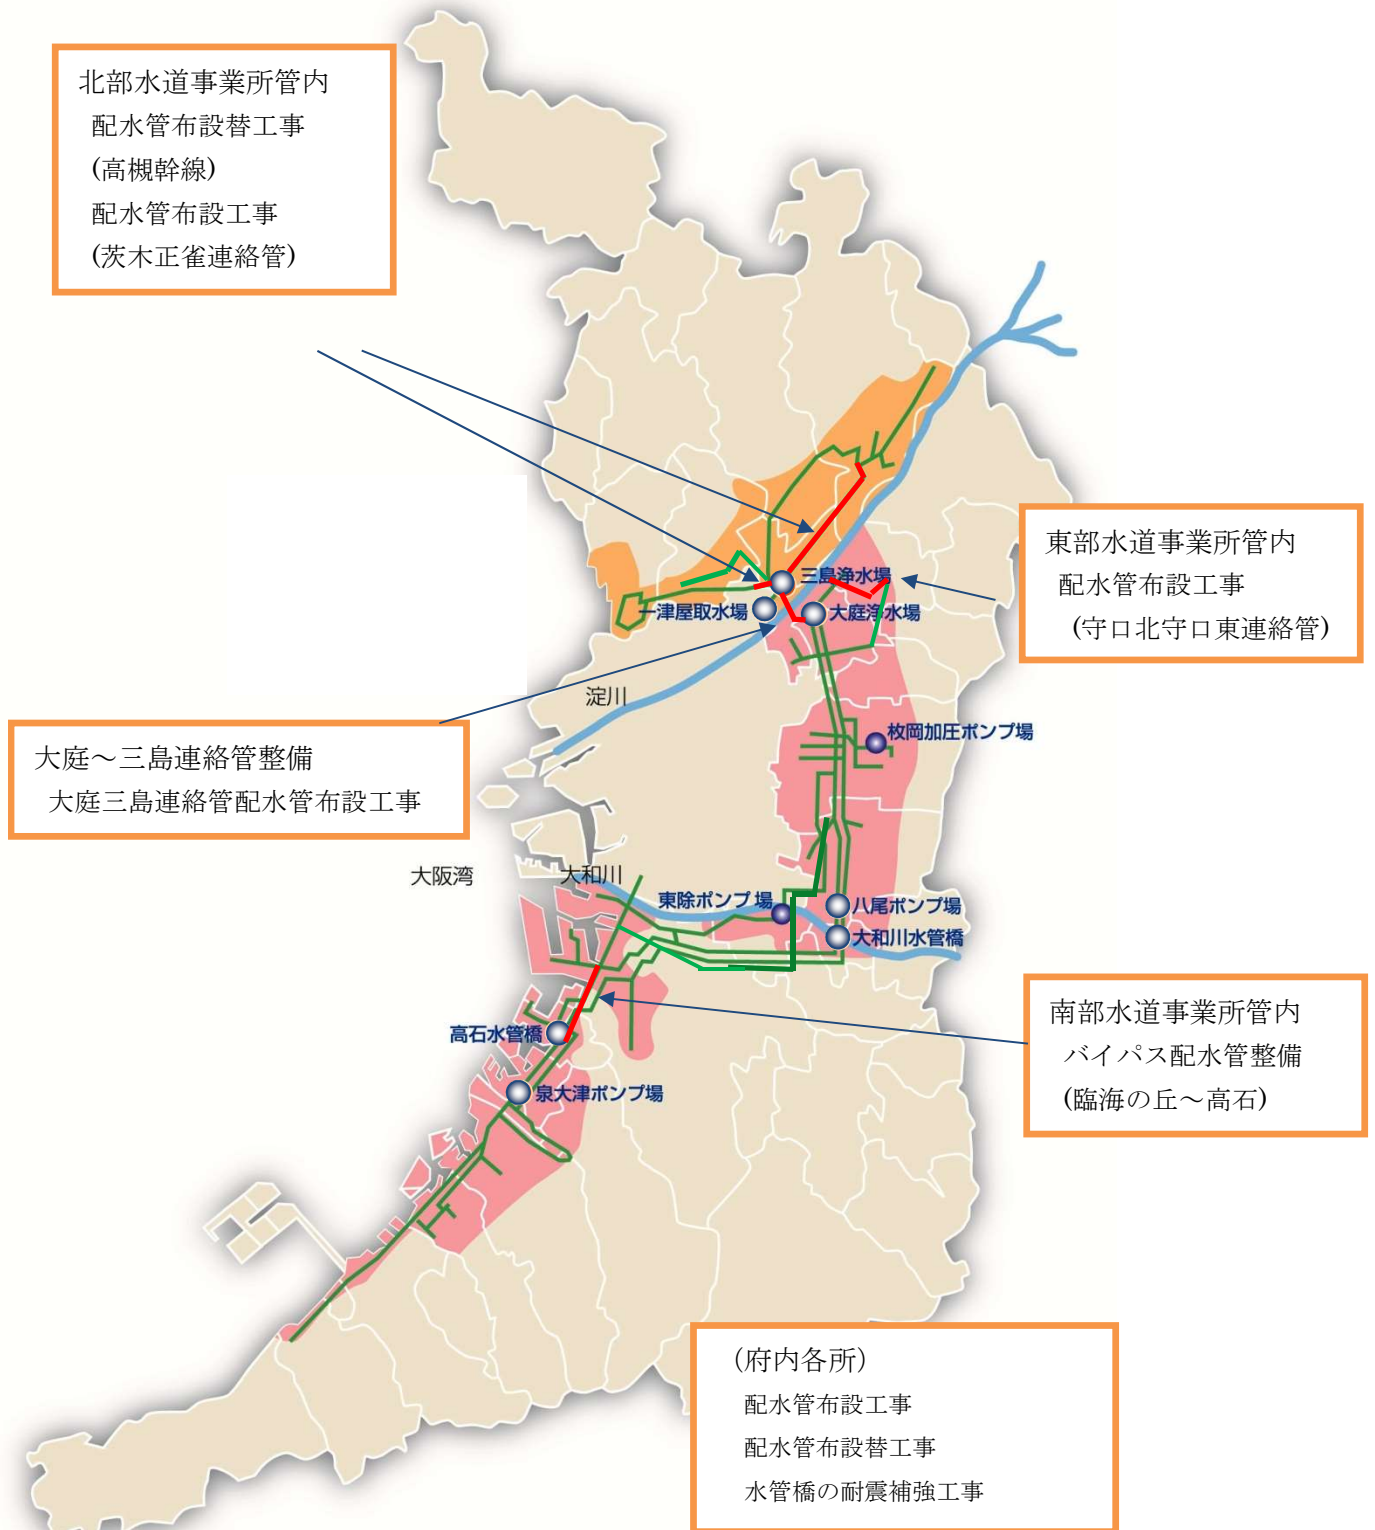 北部水道事業所管内
配水管布設替工事
(高槻幹線)
配水管布設工事
(茨木正雀連絡管)
東部水道事業所管内
配水管布設工事
(守口北守口東連絡管)
三島浄水場
一津屋取水場
大庭浄水場
淀川
枚岡加圧ポンプ場
大庭～三島連絡管整備
大庭三島連絡管配水管布設工事
大阪湾
大和川
東除ポンプ場
八尾ポンプ場
大和川水管橋
南部水道事業所管内
バイパス配水管整備
(臨海の丘～高石)
高石水管橋
泉大津ポンプ場
(府内各所)
配水管布設工事
配水管布設替工事
水管橋の耐震補強工事